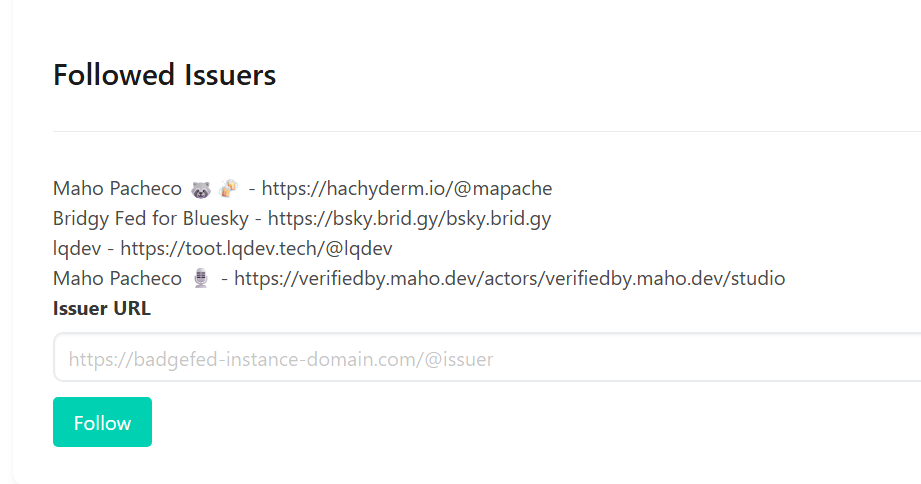 Followed Issuers
Maho Pacheco 🦝 🍻 - https://hachyderm.io/@mapache
Bridgy Fed for Bluesky - https://bsky.brid.gy/bsky.brid.gy
lqdev - https://toot.lqdev.tech/@lqdev
Maho Pacheco 🎙️ - https://verifiedby.maho.dev/actors/verifiedby.maho.dev/studio
Issuer URL
https://badgefed-instance-domain.com/@issuer
Follow